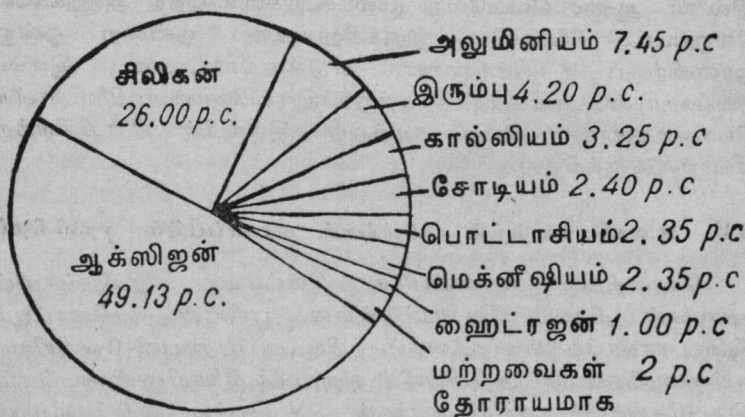 சிலிகன்
26.00 p.c.
ஆக்ஸிஜன்
49.13 p.c.
அலுமினியம் 7.45 p.c
இரும்பு 4.20 p.c.
கால்ஸியம் 3.25 p.c
சோடியம் 2.40 p.c
பொட்டாசியம் 2.35 p.c
மெக்னீஷியம் 2.35 p.c
ஹைட்ரஜன் 1.00 p.c
மற்றவைகள் 2 p.c
தோராயமாக